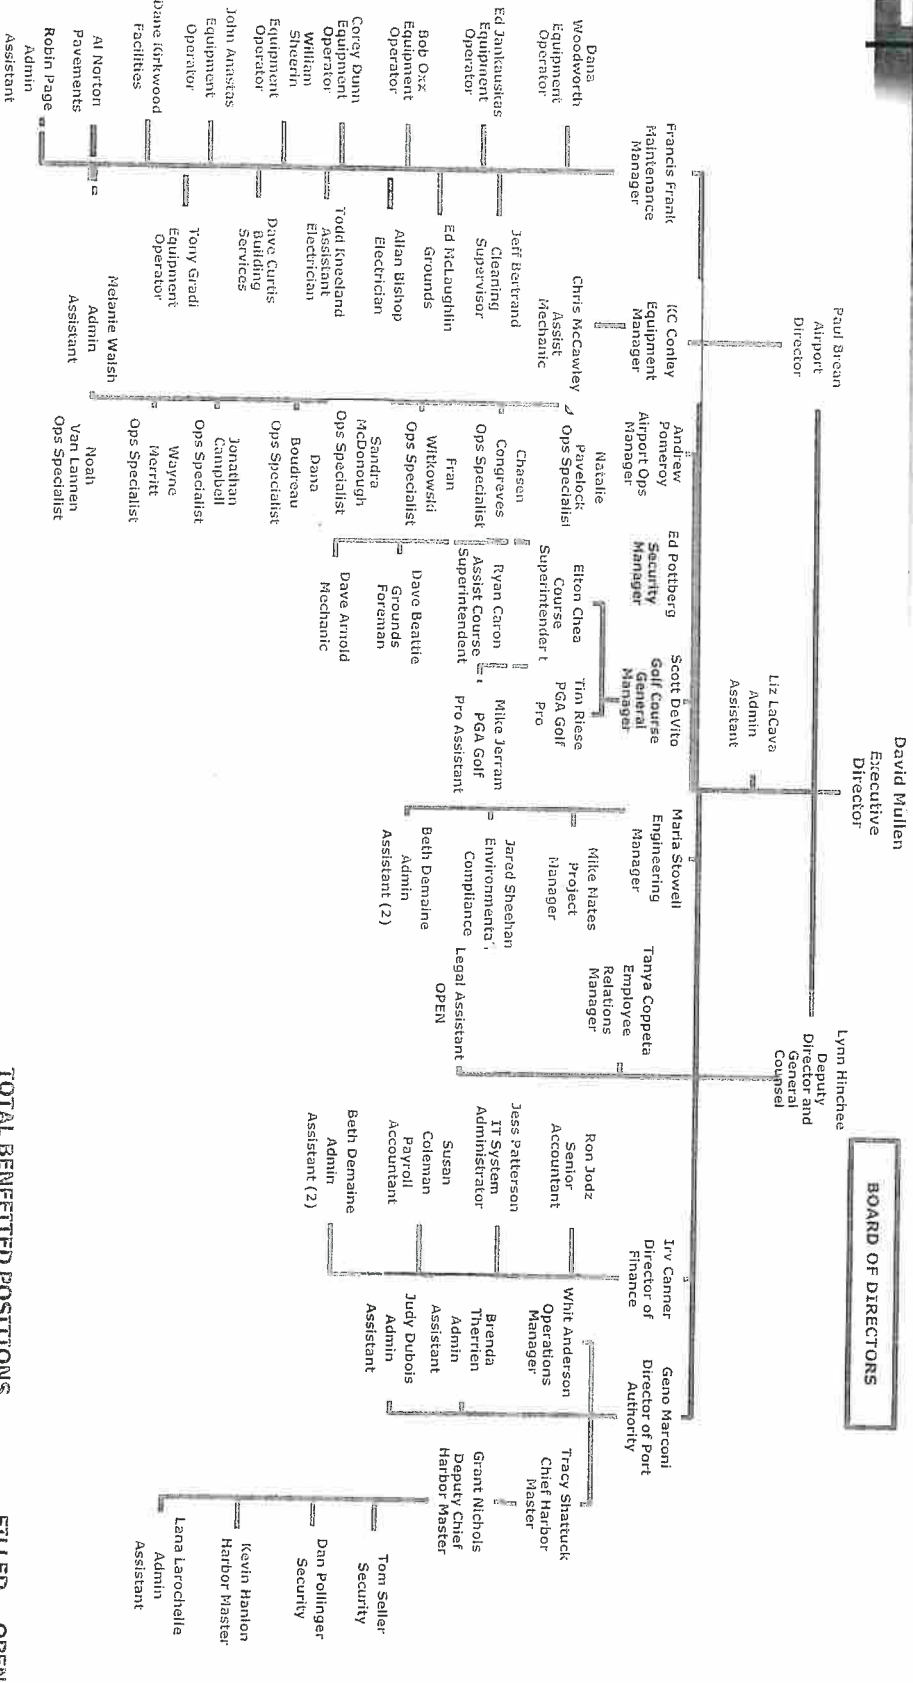 BOARD OF DIRECTORS
David Mullen
Executive
Director
Paul Brean
Airport
Director
Liz LaCava
Admin
Assistant
Lynn Hinchee
Deputy
Director and
General
Counsel
Francis Frank
Maintenance
Manager
KC Conley
Equipment
Manager
Andrew
Pomeroy
Airport Ops
Manager
Ed Pottberg
Security
Manager
Scott DeVito
Golf Course
General
Manager
Maria Stowell
Engineering
Manager
Tanya Coppeta
Employee
Relations
Manager
Irv Canner
Director of
Finance
Geno Marconi
Director of Port
Authority
Dana
Woodworth
Equipment
Operator
Ed Jankauskas
Equipment
Operator
Bob Oxx
Equipment
Operator
Corey Dunn
Equipment
Operator
William
Sheerin
Equipment
Operator
John Anastas
Equipment
Operator
Dane Kirkwood
Facilities
Al Norton
Pavements
Robin Page
Admin
Assistant
Jeff Bertrand
Cleaning
Supervisor
Ed McLaughlin
Grounds
Allan Bishop
Electrician
Todd Kneeland
Assistant
Electrician
Dave Curtis
Building
Services
Tony Gradi
Equipment
Operator
Chris McCawley
Assist
Mechanic
Melanie Walsh
Admin
Assistant
Natalie
Pavelock
Ops Specialist
Chasen
Congreves
Ops Specialist
Fran
Witkowski
Ops Specialist
Sandra
McDonough
Ops Specialist
Dana
Boudreau
Ops Specialist
Jonathan
Campbell
Ops Specialist
Wayne
Merritt
Ops Specialist
Noah
Van Lannen
Ops Specialist
Elton Chea
Course
Superintendent
Ryan Caron
Assist Course
Superintendent
Dave Beattie
Grounds
Foreman
Dave Arnold
Mechanic
Tim Riese
PGA Golf
Pro
Mike Jerram
PGA Golf
Pro Assistant
Mike Mates
Project
Manager
Jared Sheehan
Environmental
Compliance
Beth Demaine
Admin
Assistant (2)
Legal Assistant
OPEN
Ron Jodz
Senior
Accountant
Jess Patterson
IT System
Administrator
Susan
Coleman
Payroll
Accountant
Beth Demaine
Admin
Assistant (2)
Whit Anderson
Operations
Manager
Brenda
Therrien
Admin
Assistant
Judy Dubois
Admin
Assistant
Tracy Shattuck
Chief Harbor
Master
Grant Nichols
Deputy Chief
Harbor Master
Tom Seller
Security
Dan Pollinger
Security
Kevin Hanlon
Harbor Master
Lana Larochelle
Admin
Assistant
TOTAL BENEFITTED POSITIONS FILLED OPEN